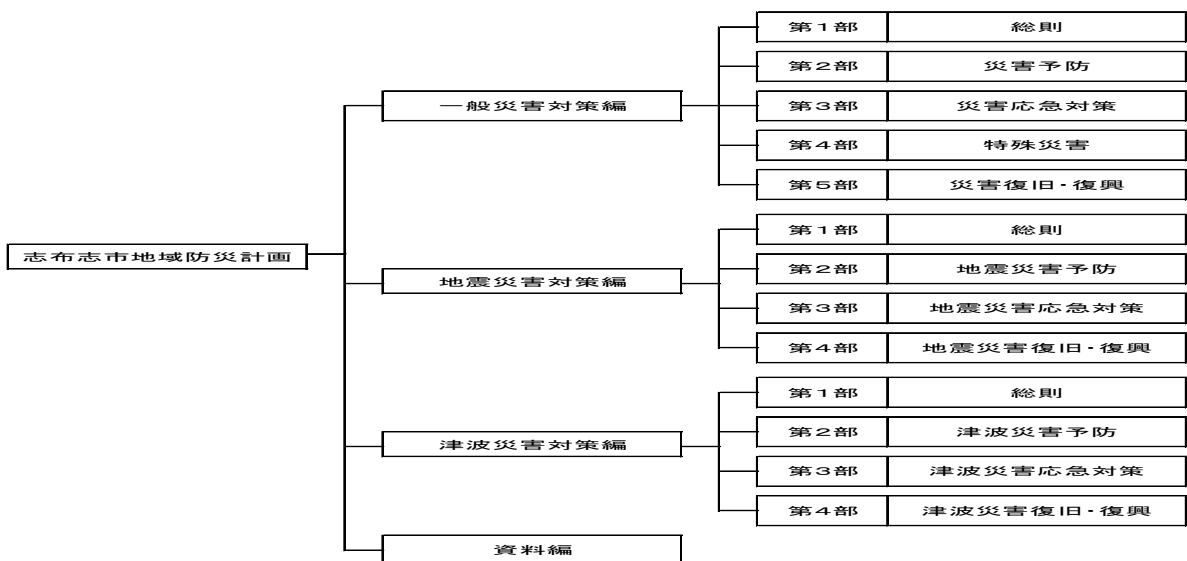 志布志市地域防災計画
一般災害対策編
第1部 総則
第2部 災害予防
第3部 災害応急対策
第4部 特殊災害
第5部 災害復旧・復興
地震災害対策編
第1部 総則
第2部 地震災害予防
第3部 地震災害応急対策
第4部 地震災害復旧・復興
津波災害対策編
第1部 総則
第2部 津波災害予防
第3部 津波災害応急対策
第4部 津波災害復旧・復興
資料編